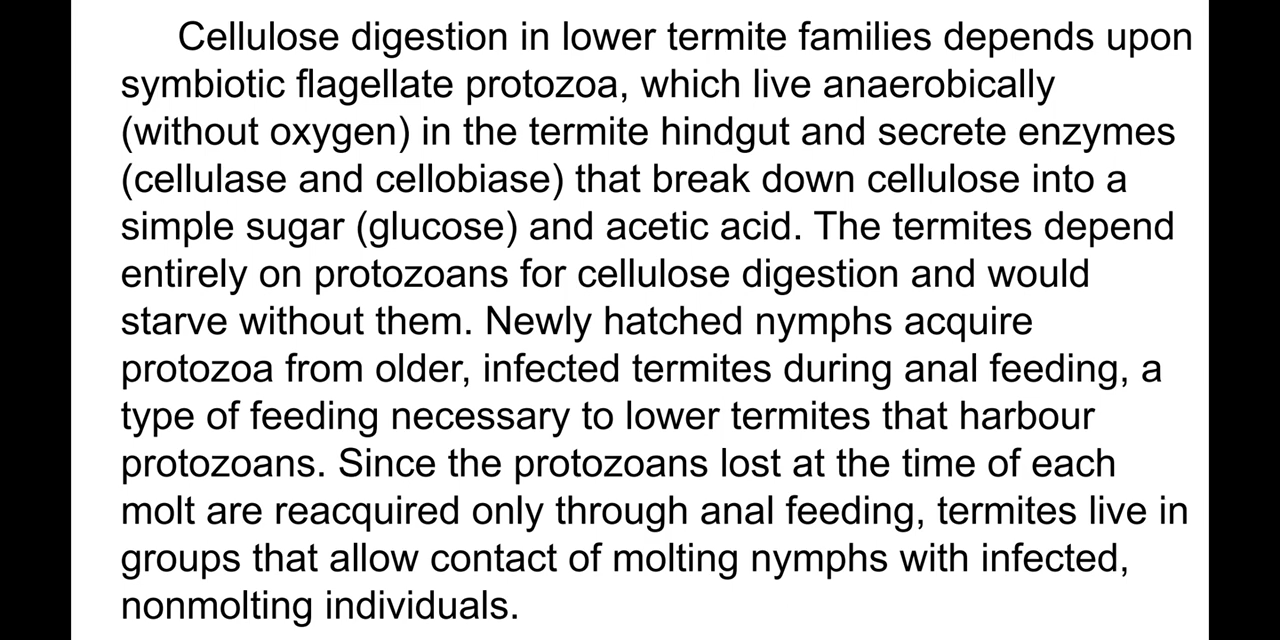 Cellulose digestion in lower termite families depends upon
symbiotic flagellate protozoa, which live anaerobically
(without oxygen) in the termite hindgut and secrete enzymes
(cellulase and cellobiase) that break down cellulose into a
simple sugar (glucose) and acetic acid. The termites depend
entirely on protozoans for cellulose digestion and would
starve without them. Newly hatched nymphs acquire
protozoa from older, infected termites during anal feeding, a
type of feeding necessary to lower termites that harbour
protozoans. Since the protozoans lost at the time of each
molt are reacquired only through anal feeding, termites live in
groups that allow contact of molting nymphs with infected,
nonmolting individuals.